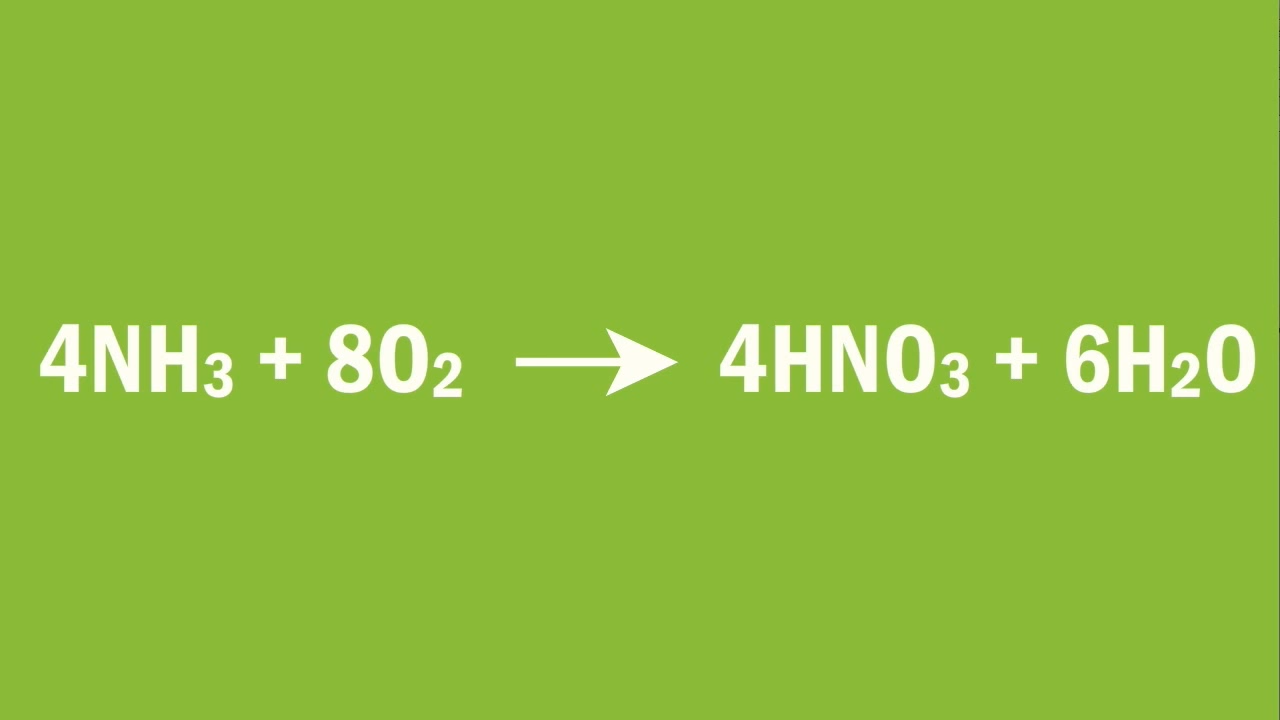 4NH₃ + 8O₂ ⟶ 4HNO₃ + 6H₂O